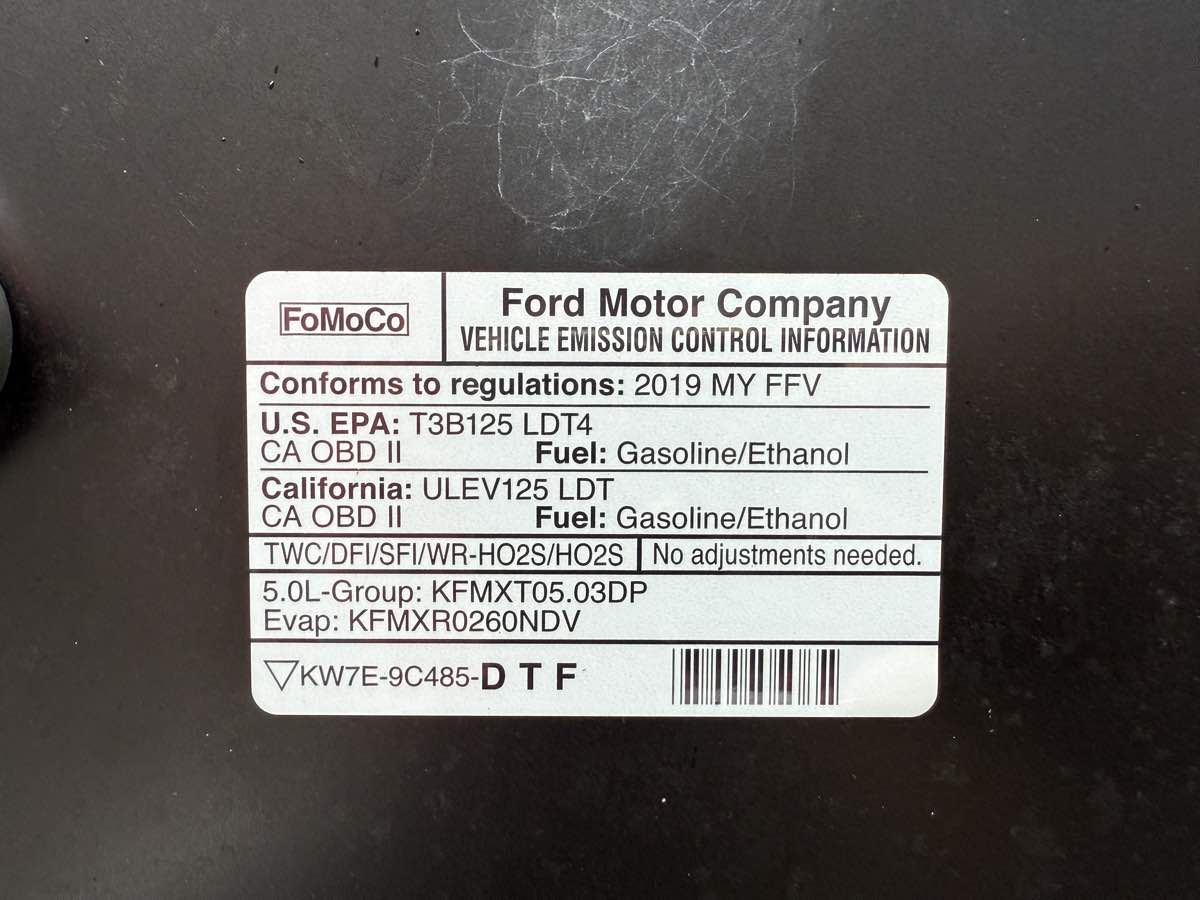 FoMoCo
Ford Motor Company
VEHICLE EMISSION CONTROL INFORMATION
Conforms to regulations: 2019 MY FFV
U.S. EPA: T3B125 LDT4
CA OBD II Fuel: Gasoline/Ethanol
California: ULEV125 LDT
CA OBD II Fuel: Gasoline/Ethanol
TWC/DFI/SFI/WR-HO2S/HO2S No adjustments needed.
5.0L-Group: KFMXT05.03DP
Evap: KFMXR0260NDV
KW7E-9C485-D T F